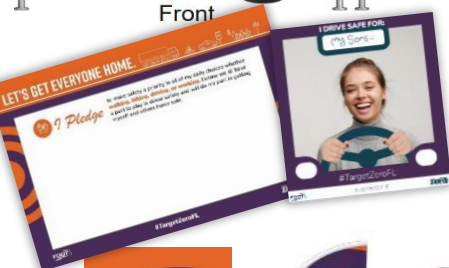 Front
LET'S GET EVERYONE HOME.
I Pledge
to make safety a priority in all of my daily choices whether
walking, biking, driving, or working. I know we all have
a part to play in driver safety and will do my part in getting
myself and others home safe.
#TargetZeroFL
I DRIVE SAFE FOR:
My Sons
#TargetZeroFL